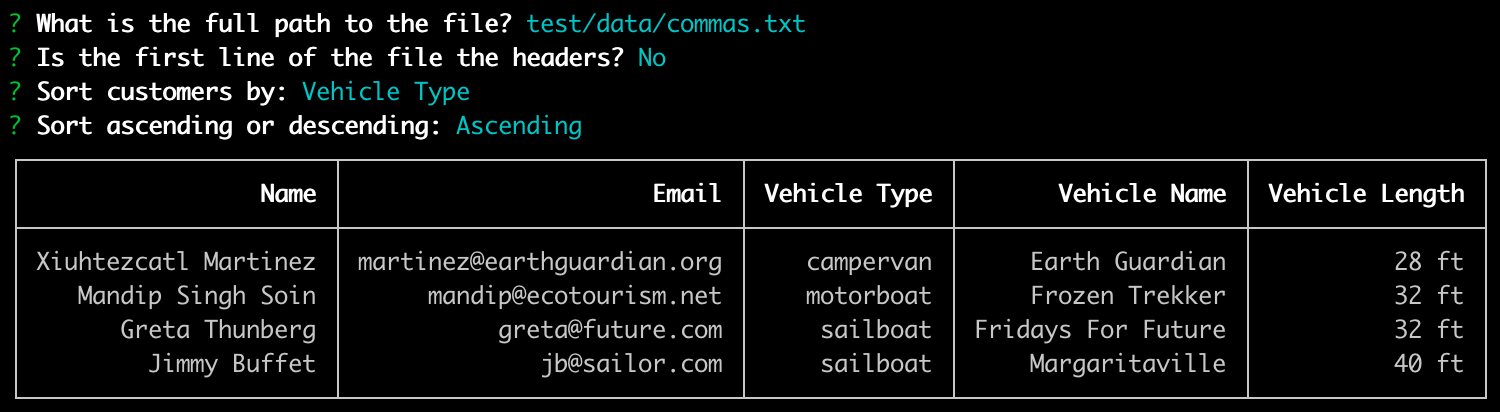 ? What is the full path to the file? test/data/commas.txt
? Is the first line of the file the headers? No
? Sort customers by: Vehicle Type
? Sort ascending or descending: Ascending
Name Email Vehicle Type Vehicle Name Vehicle Length
Xiuhtezcatl Martinez martinez@earthguardian.org campervan Earth Guardian 28 ft
Mandip Singh Soin mandip@ecotourism.net motorboat Frozen Trekker 32 ft
Greta Thunberg greta@future.com sailboat Fridays For Future 32 ft
Jimmy Buffet jb@sailor.com sailboat Margaritaville 40 ft